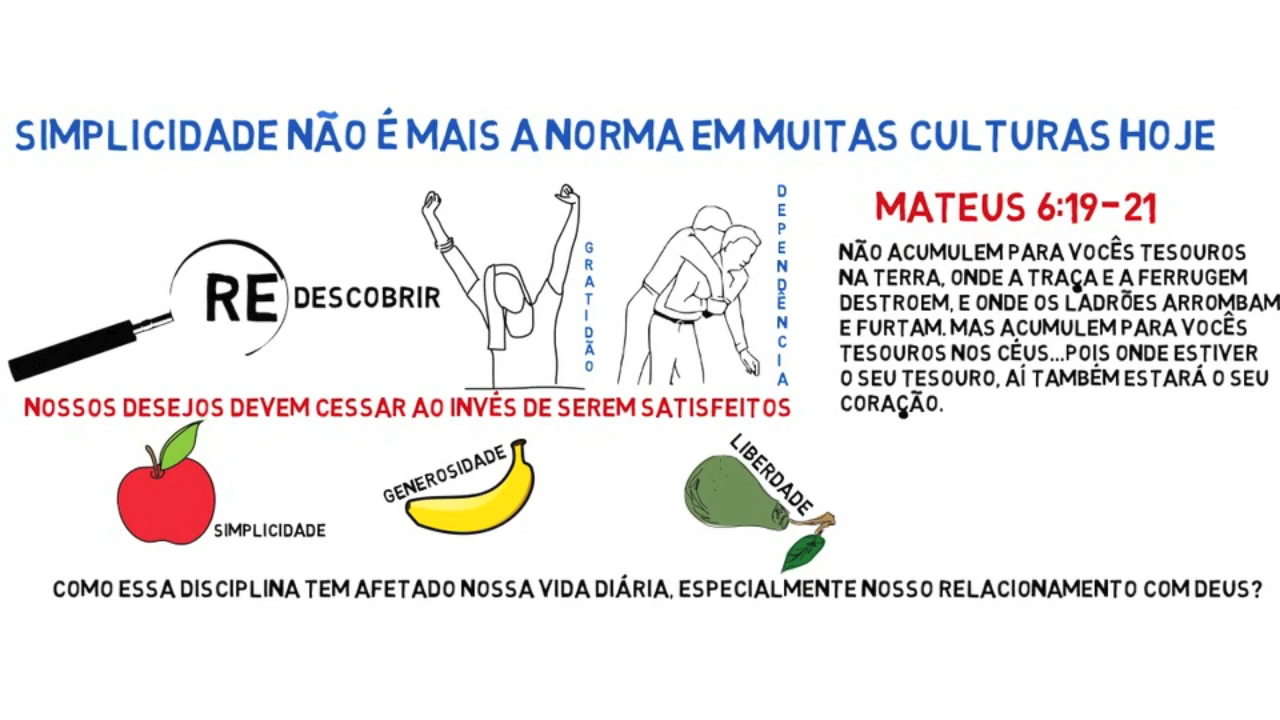 SIMPLICIDADE NÃO É MAIS A NORMA EM MUITAS CULTURAS HOJE
RE DESCOBRIR
GRATIDÃO
DEPENDÊNCIA
MATEUS 6:19-21
NÃO ACUMULEM PARA VOCÊS TESOUROS
NA TERRA, ONDE A TRAÇA E A FERRUGEM
DESTROEM, E ONDE OS LADRÕES ARROMBAM
E FURTAM. MAS ACUMULEM PARA VOCÊS
TESOUROS NOS CÉUS...POIS ONDE ESTIVER
O SEU TESOURO, AÍ TAMBÉM ESTARÁ O SEU
CORAÇÃO.
NOSSOS DESEJOS DEVEM CESSAR AO INVÉS DE SEREM SATISFEITOS
SIMPLICIDADE
GENEROSIDADE
LIBERDADE
COMO ESSA DISCIPLINA TEM AFETADO NOSSA VIDA DIÁRIA, ESPECIALMENTE NOSSO RELACIONAMENTO COM DEUS?